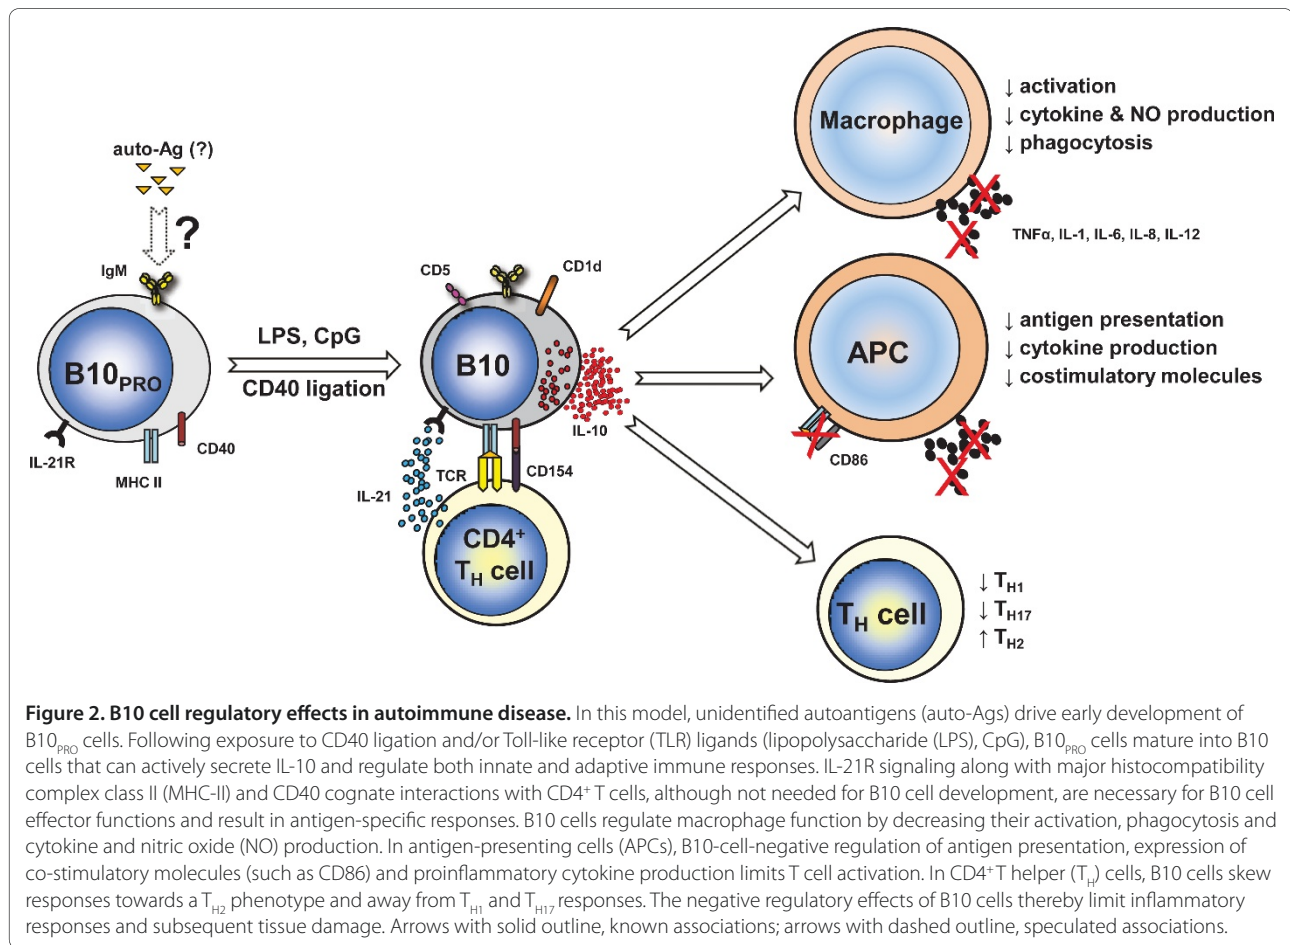 auto-Ag (?)
?
IgM
B10PRO
IL-21R
MHC II
CD40
LPS, CpG
CD40 ligation
CD5
CD1d
B10
IL-10
IL-21
TCR
CD154
CD4+
TH cell
Macrophage
↓ activation
↓ cytokine & NO production
↓ phagocytosis
TNFα, IL-1, IL-6, IL-8, IL-12
APC
↓ antigen presentation
↓ cytokine production
↓ costimulatory molecules
CD86
TH cell
↓ TH1
↓ TH17
↑ TH2
Figure 2. B10 cell regulatory effects in autoimmune disease. In this model, unidentified autoantigens (auto-Ags) drive early development of
B10PRO cells. Following exposure to CD40 ligation and/or Toll-like receptor (TLR) ligands (lipopolysaccharide (LPS), CpG), B10PRO cells mature into B10
cells that can actively secrete IL-10 and regulate both innate and adaptive immune responses. IL-21R signaling along with major histocompatibility
complex class II (MHC-II) and CD40 cognate interactions with CD4+ T cells, although not needed for B10 cell development, are necessary for B10 cell
effector functions and result in antigen-specific responses. B10 cells regulate macrophage function by decreasing their activation, phagocytosis and
cytokine and nitric oxide (NO) production. In antigen-presenting cells (APCs), B10-cell-negative regulation of antigen presentation, expression of
co-stimulatory molecules (such as CD86) and proinflammatory cytokine production limits T cell activation. In CD4+T helper (TH) cells, B10 cells skew
responses towards a TH2 phenotype and away from TH1 and TH17 responses. The negative regulatory effects of B10 cells thereby limit inflammatory
responses and subsequent tissue damage. Arrows with solid outline, known associations; arrows with dashed outline, speculated associations.